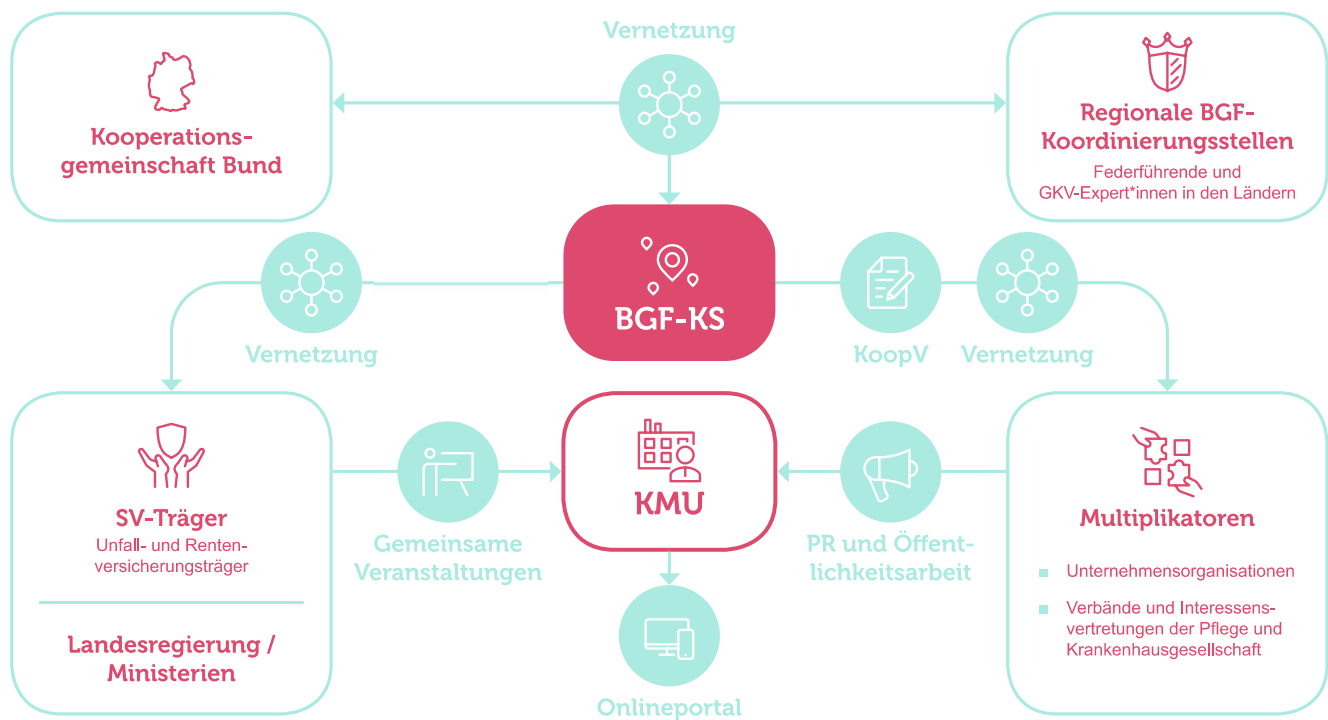 Vernetzung
Kooperations-
gemeinschaft Bund
Regionale BGF-
Koordinierungsstellen
Federführende und
GKV-Expert*innen in den Ländern
BGF-KS
Vernetzung
KoopV
Vernetzung
SV-Träger
Unfall- und Renten-
versicherungsträger
Landesregierung /
Ministerien
Gemeinsame
Veranstaltungen
KMU
PR und Öffent-
lichkeitsarbeit
Multiplikatoren
Unternehmensorganisationen
Verbände und Interessens-
vertretungen der Pflege und
Krankenhausgesellschaft
Onlineportal